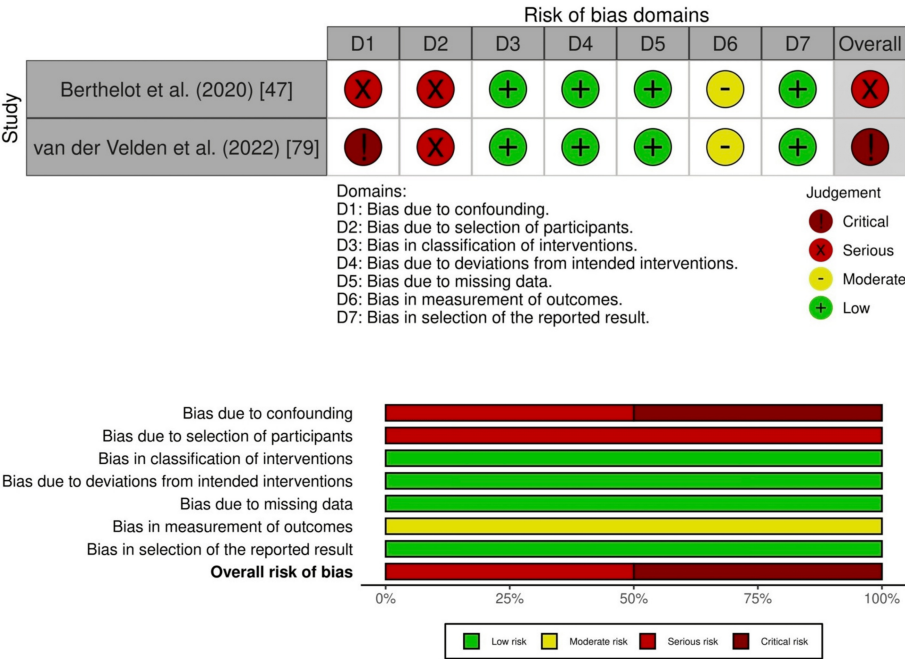 Risk of bias domains
D1 D2 D3 D4 D5 D6 D7 Overall
Study
Berthelot et al. (2020) [47] X X + + + - + X
van der Velden et al. (2022) [79] ! X + + + - + !
Domains:
D1: Bias due to confounding.
D2: Bias due to selection of participants.
D3: Bias in classification of interventions.
D4: Bias due to deviations from intended interventions.
D5: Bias due to missing data.
D6: Bias in measurement of outcomes.
D7: Bias in selection of the reported result.
Judgement
! Critical
X Serious
- Moderate
+ Low
Bias due to confounding
Bias due to selection of participants
Bias in classification of interventions
Bias due to deviations from intended interventions
Bias due to missing data
Bias in measurement of outcomes
Bias in selection of the reported result
Overall risk of bias
0% 25% 50% 75% 100%
Low risk Moderate risk Serious risk Critical risk